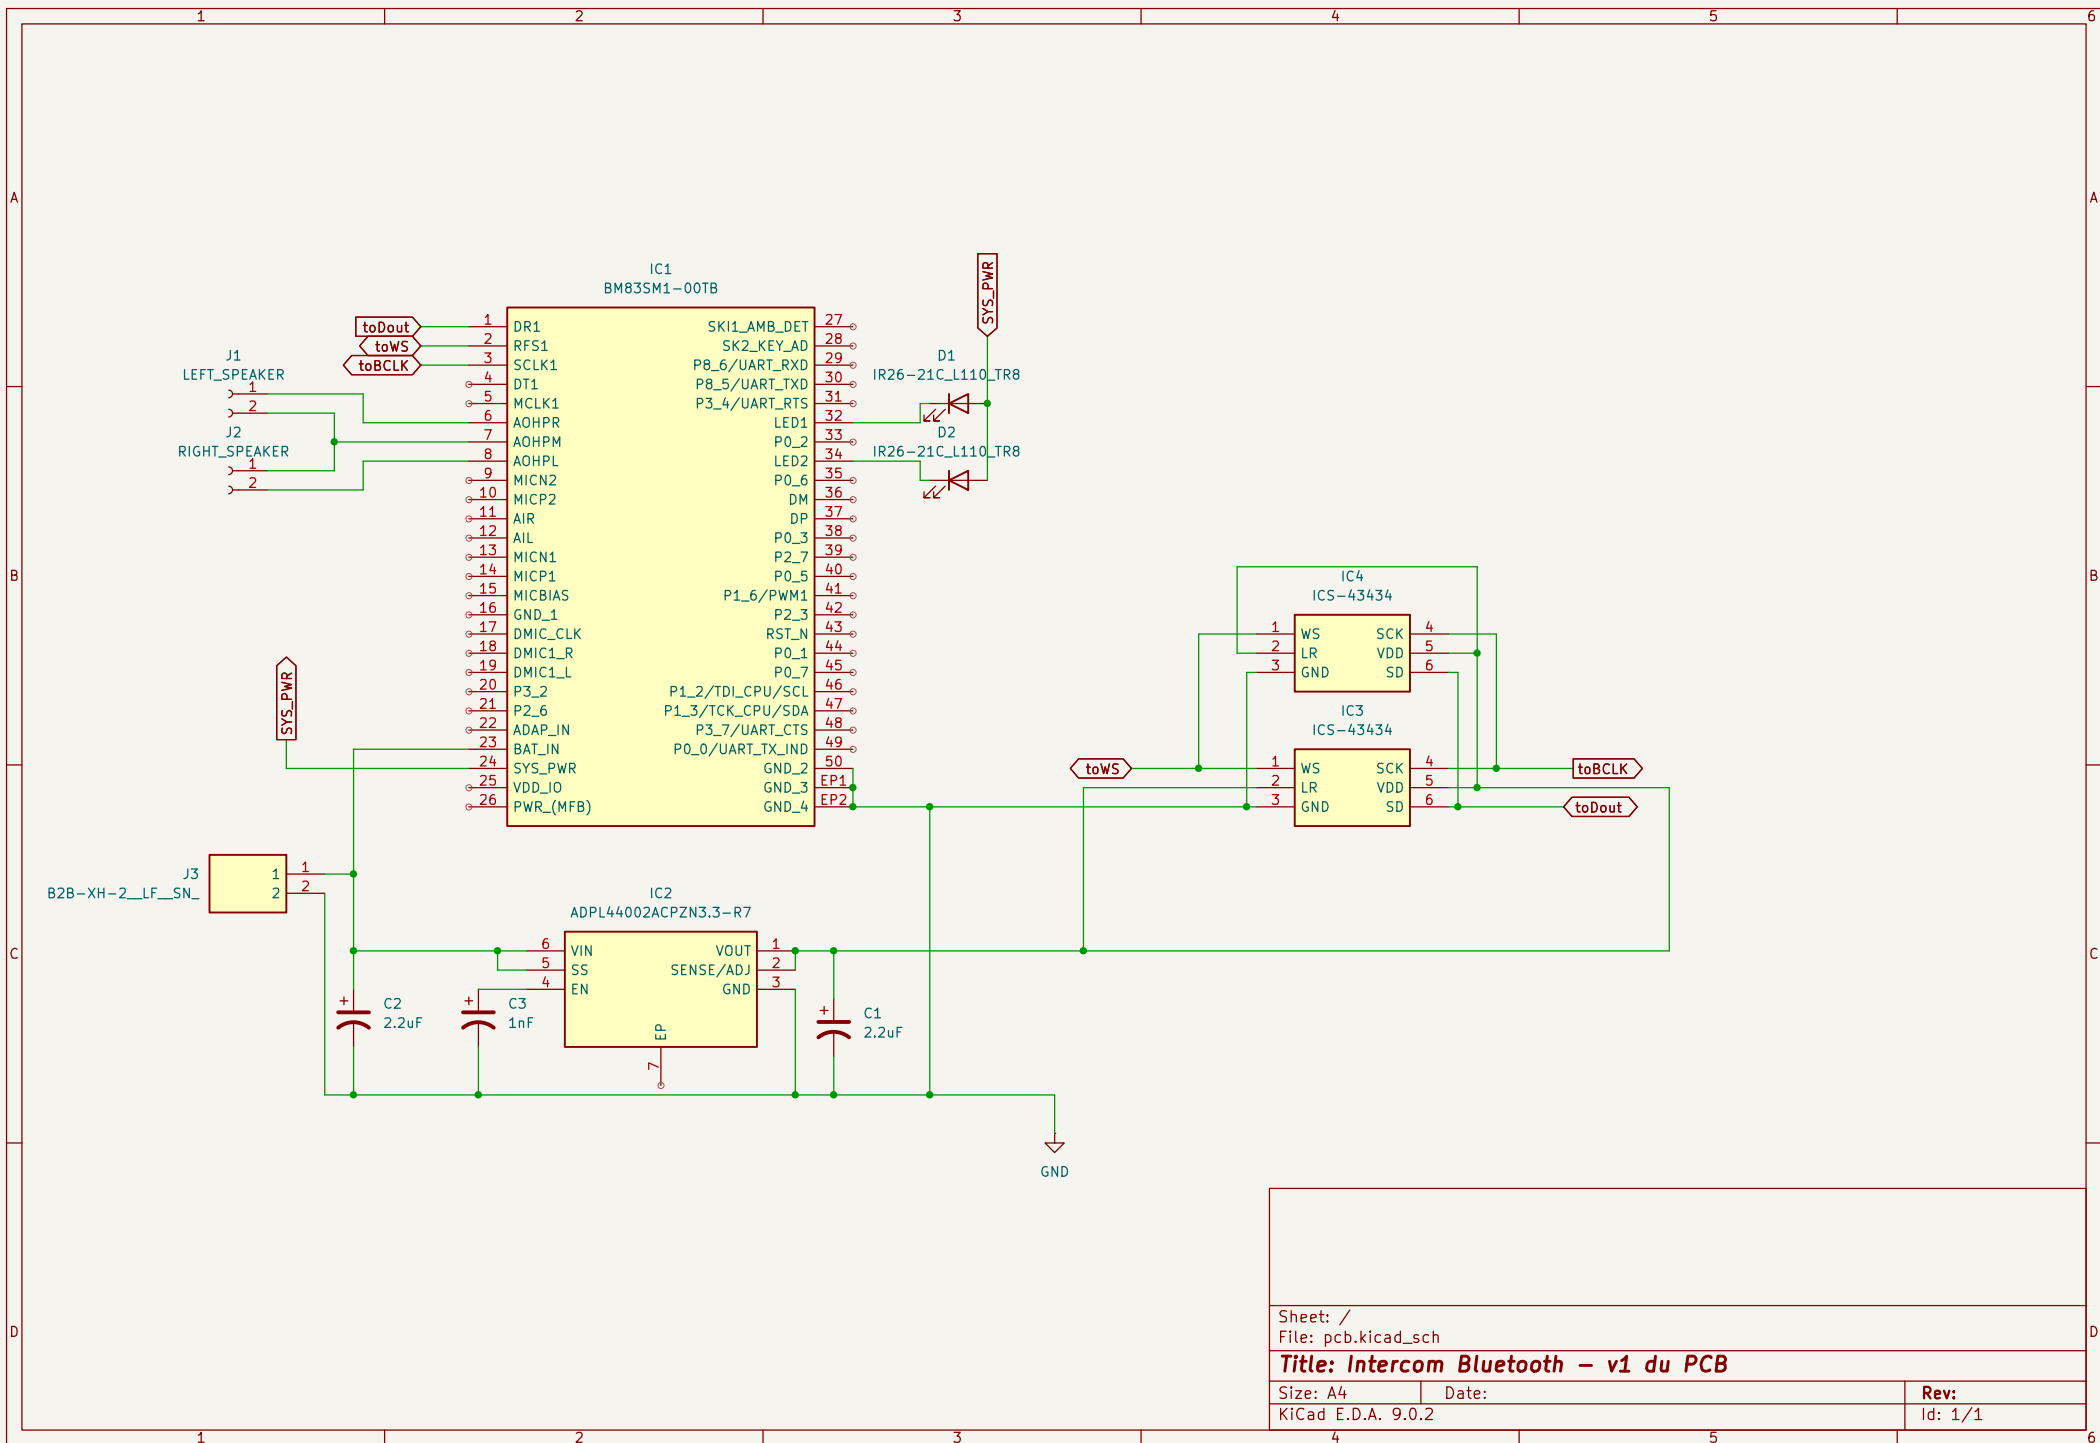 1 2 3 4 5 6
A A
B B
C C
D D
1 2 3 4 5 6
IC1
BM83SM1-00TB
toDout
toWS
toBCLK
1 DR1
2 RFS1
3 SCLK1
4 DT1
5 MCLK1
6 AOHPR
7 AOHPM
8 AOHPL
9 MICN2
10 MICP2
11 AIR
12 AIL
13 MICN1
14 MICP1
15 MICBIAS
16 GND_1
17 DMIC_CLK
18 DMIC1_R
19 DMIC1_L
20 P3_2
21 P2_6
22 ADAP_IN
23 BAT_IN
24 SYS_PWR
25 VDD_IO
26 PWR_(MFB)
SKI1_AMB_DET 27
SK2_KEY_AD 28
P8_6/UART_RXD 29
P8_5/UART_TXD 30
P3_4/UART_RTS 31
LED1 32
P0_2 33
LED2 34
P0_6 35
DM 36
DP 37
P0_3 38
P2_7 39
P0_5 40
P1_6/PWM1 41
P2_3 42
RST_N 43
P0_1 44
P0_7 45
P1_2/TDI_CPU/SCL 46
P1_3/TCK_CPU/SDA 47
P3_7/UART_CTS 48
P0_0/UART_TX_IND 49
GND_2 50
GND_3 EP1
GND_4 EP2
J1
LEFT_SPEAKER
1
2
J2
RIGHT_SPEAKER
1
2
SYS_PWR
SYS_PWR
D1
IR26-21C_L110_TR8
D2
IR26-21C_L110_TR8
IC4
ICS-43434
1 WS SCK 4
2 LR VDD 5
3 GND SD 6
IC3
ICS-43434
1 WS SCK 4
2 LR VDD 5
3 GND SD 6
toWS
toBCLK
toDout
J3
B2B-XH-2__LF__SN_
1 1
2 2
IC2
ADPL44002ACPZN3.3-R7
6 VIN VOUT 1
5 SS SENSE/ADJ 2
4 EN GND 3
EP
7
+ C2
2.2uF
+ C3
1nF
+ C1
2.2uF
GND
Sheet: /
File: pcb.kicad_sch
Title: Intercom Bluetooth – v1 du PCB
Size: A4 Date: Rev:
KiCad E.D.A. 9.0.2 Id: 1/1